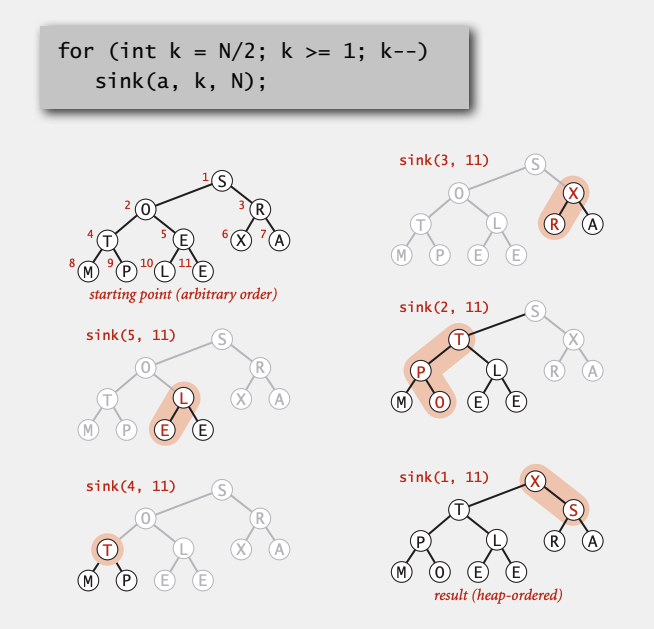 for (int k = N/2; k >= 1; k--)
sink(a, k, N);
1 S
2 O 3 R
4 T 5 E 6 X 7 A
8 M 9 P 10 L 11 E
starting point (arbitrary order)
sink(5, 11)
S
O R
T L X A
M P E E
sink(4, 11)
S
O R
T L X A
M P E E
sink(3, 11)
S
O X
T L R A
M P E E
sink(2, 11)
S
T X
P L R A
M O E E
sink(1, 11)
X
T S
P L R A
M O E E
result (heap-ordered)